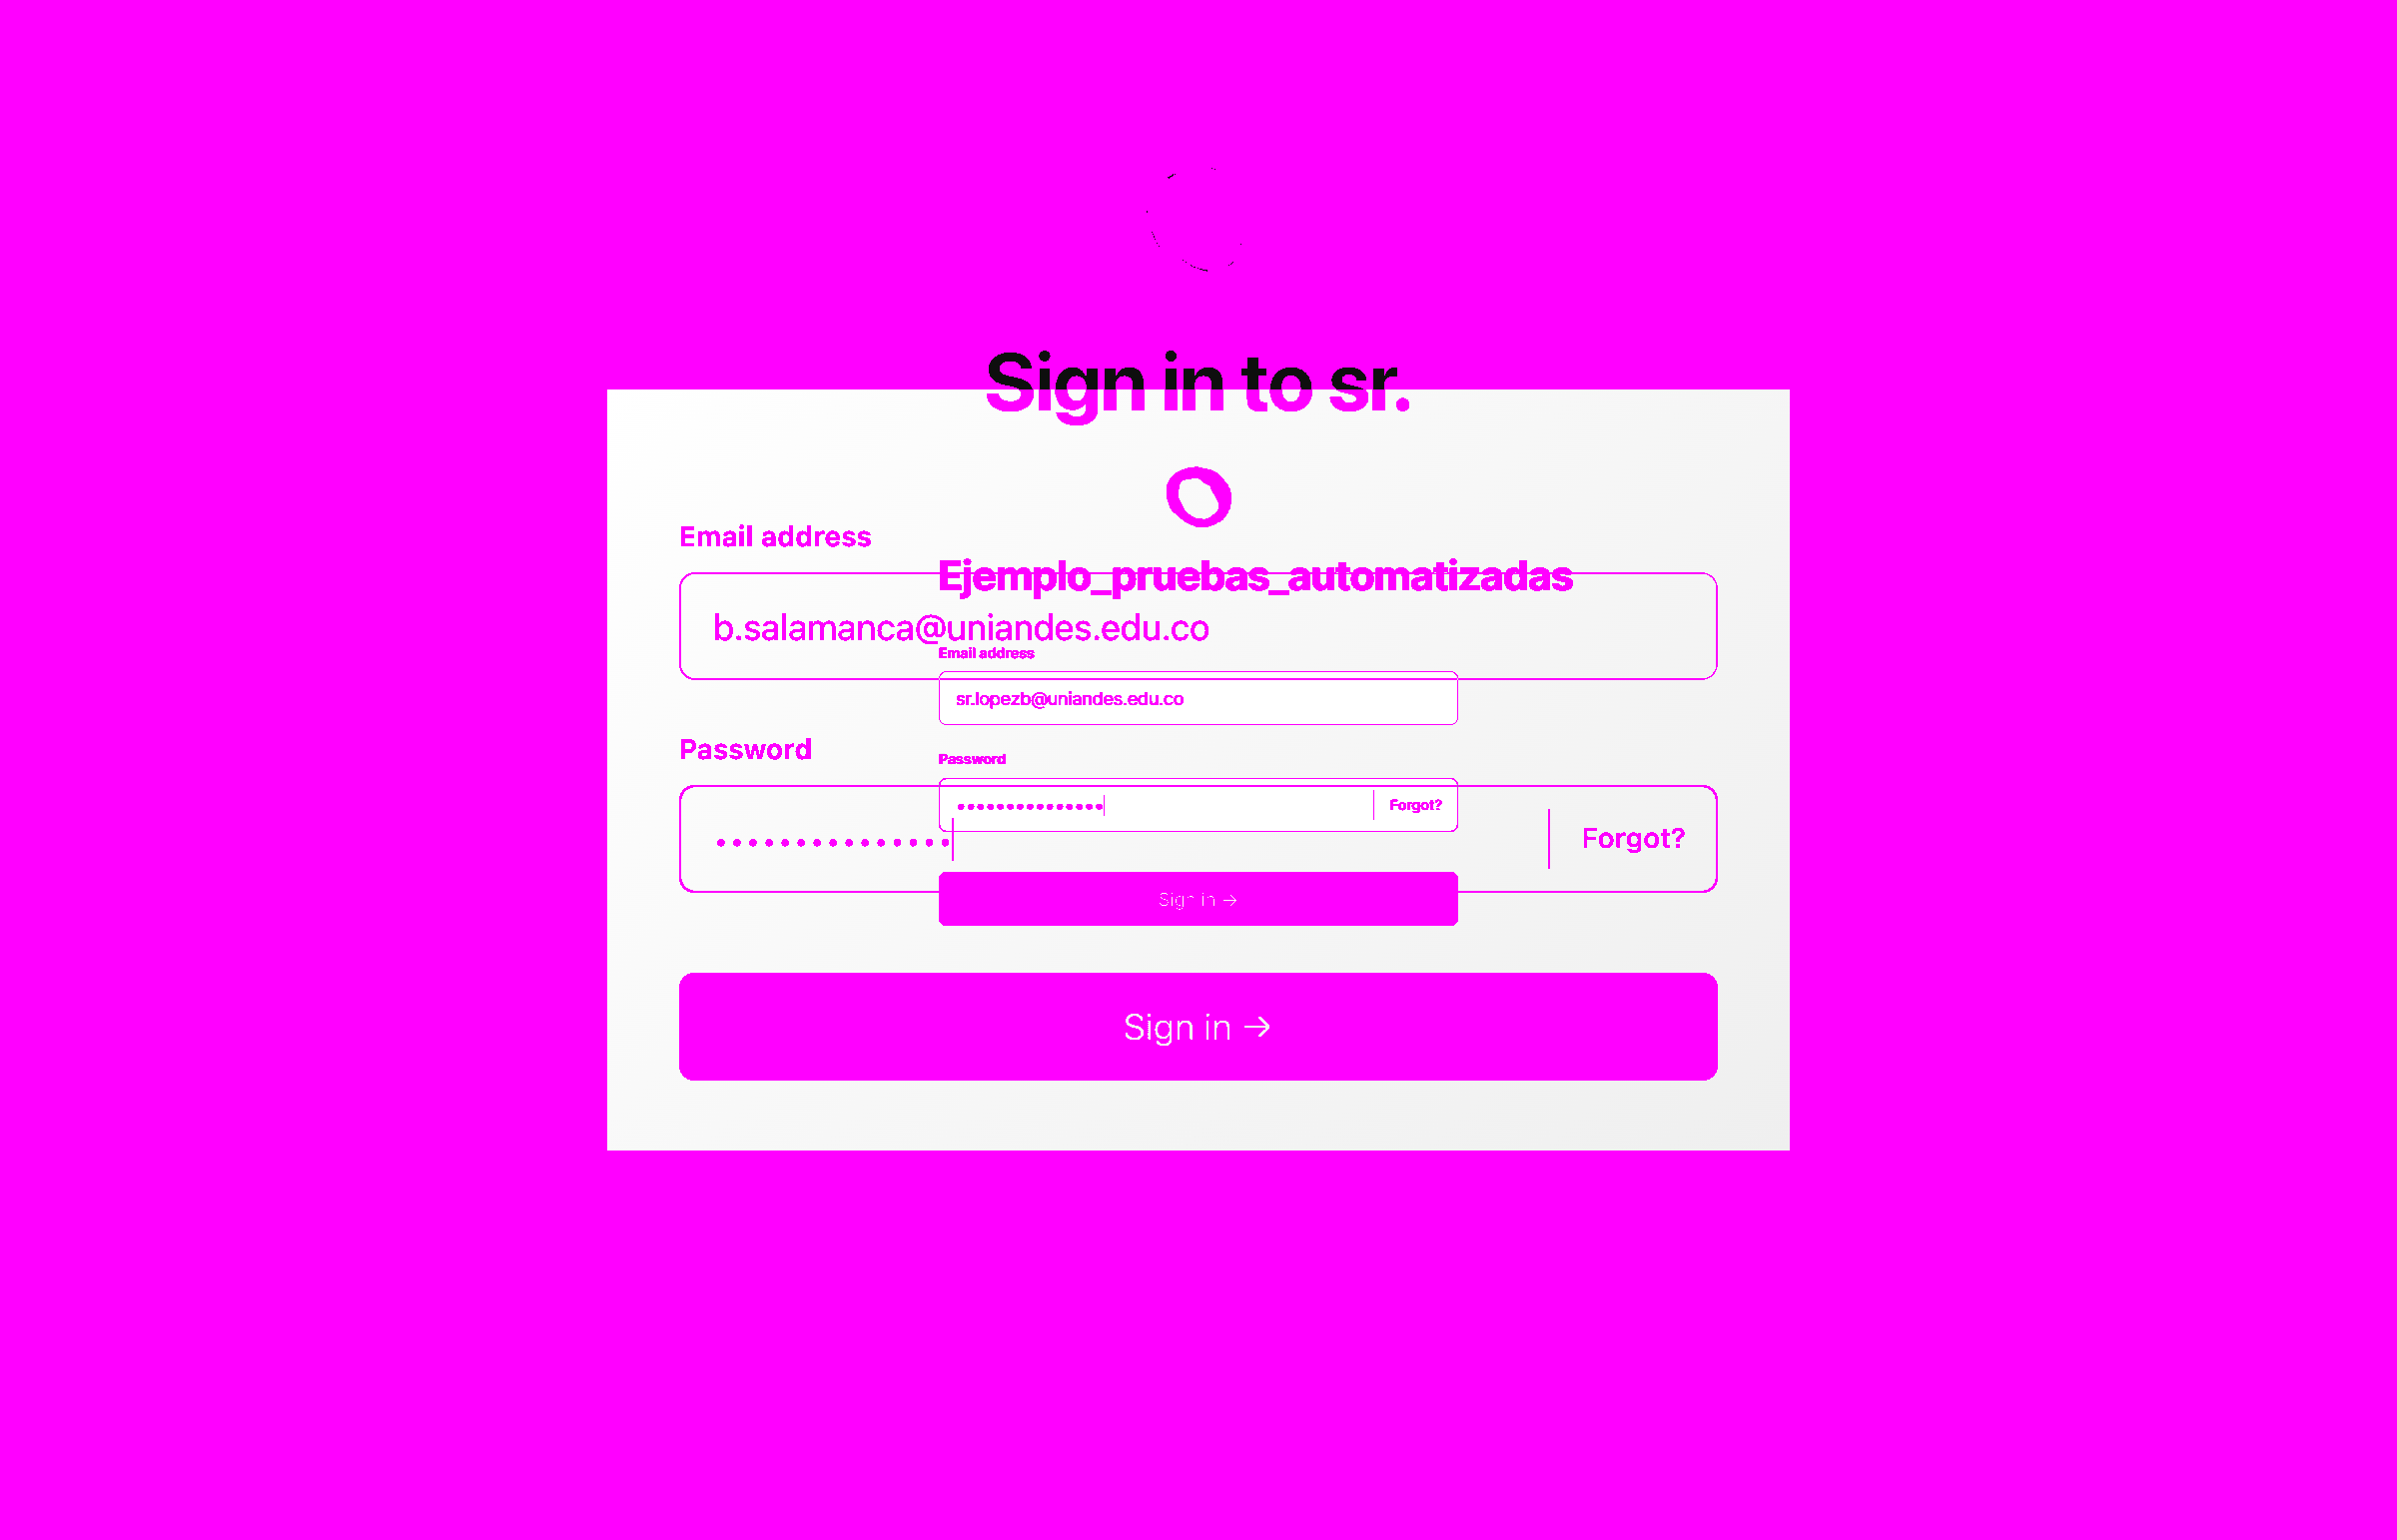 Sign in to sr.
Email address
Ejemplo_pruebas_automatizadas
b.salamanca@uniandes.edu.co
Email address
sr.lopezb@uniandes.edu.co
Password
Password
Forgot?
Forgot?
Sign in →
Sign in →